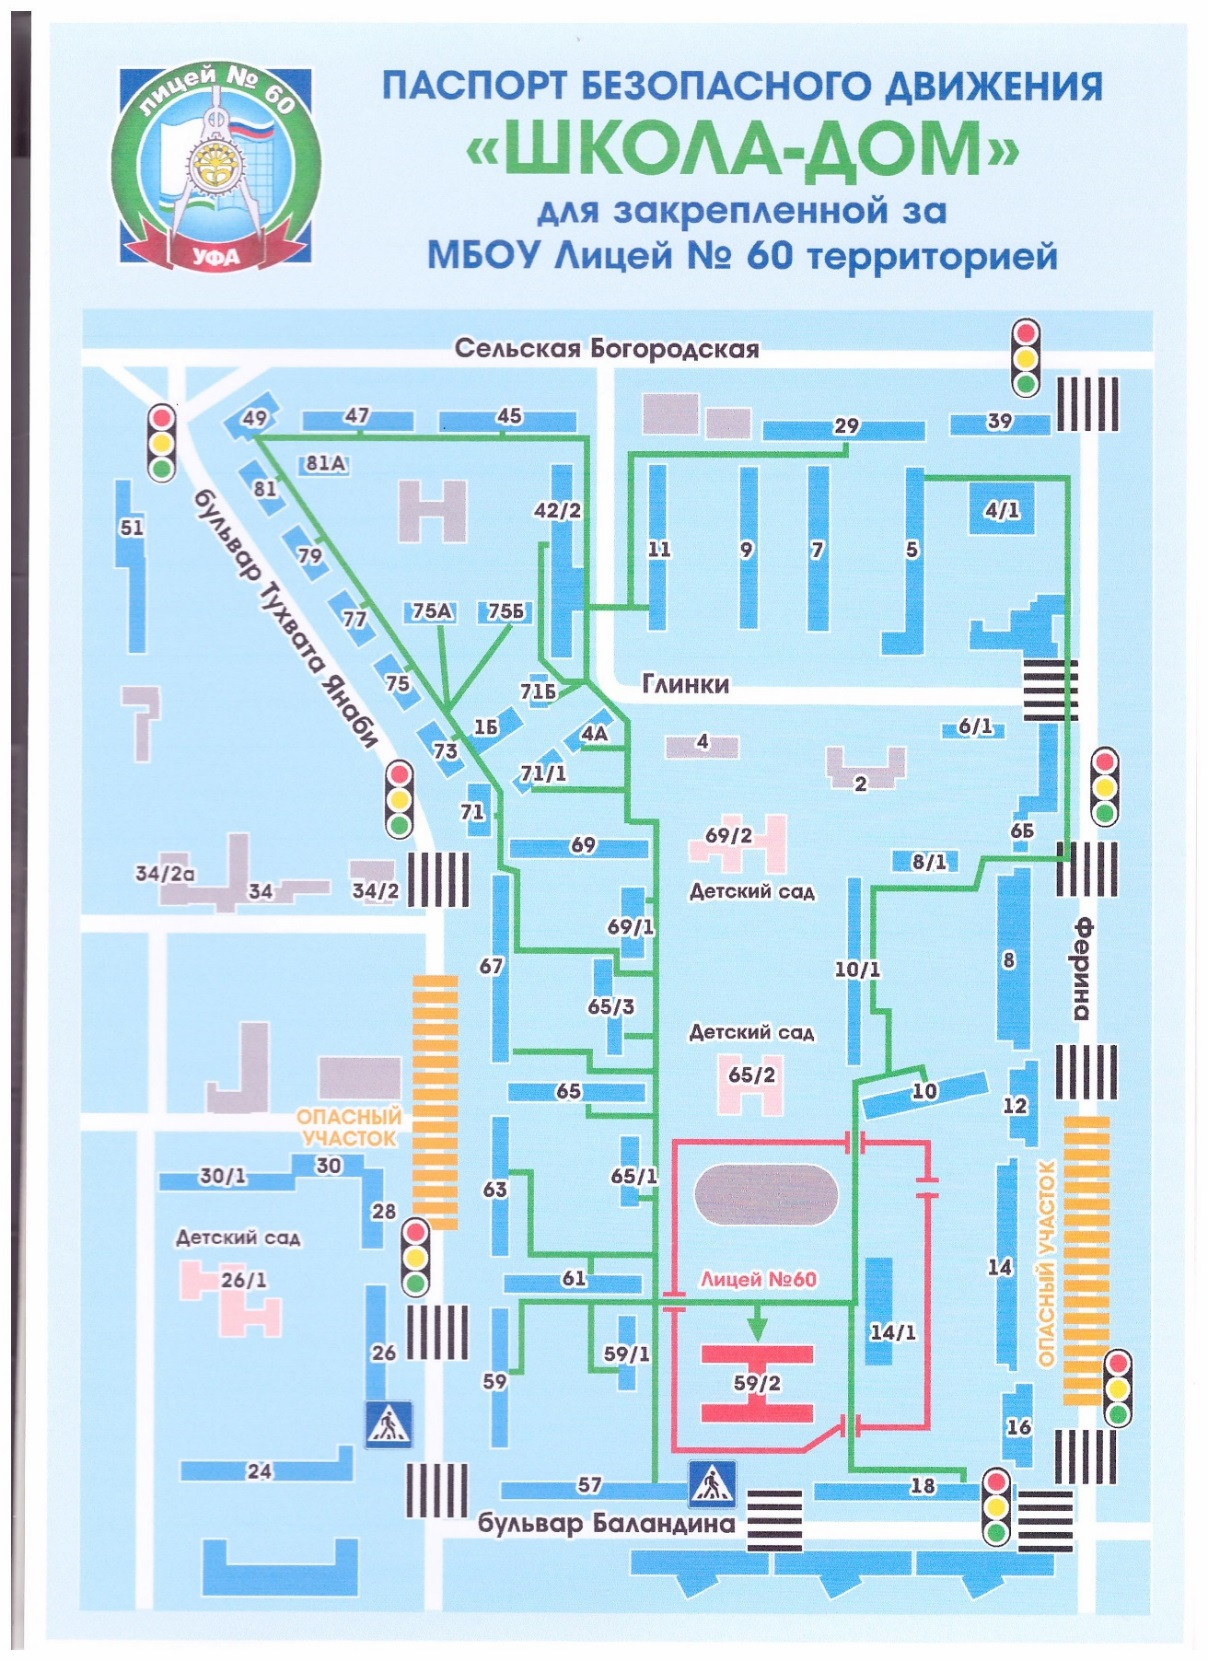 лицей № 60
УФА
ПАСПОРТ БЕЗОПАСНОГО ДВИЖЕНИЯ
«ШКОЛА-ДОМ»
для закрепленной за
МБОУ Лицей № 60 территорией
Сельская Богородская
49
47
45
29
39
81А
81
42/2
4/1
51
11
9
7
5
79
бульвар Тухвата Янаби
77
75А
75Б
75
71Б
Глинки
1Б
4А
6/1
73
4
71/1
2
71
69
69/2
6Б
8/1
34/2а
34
34/2
Детский сад
69/1
67
10/1
8
Ферина
65/3
Детский сад
65/2
65
10
12
ОПАСНЫЙ
УЧАСТОК
30/1
30
63
65/1
28
Детский сад
26/1
61
Лицей №60
14
ОПАСНЫЙ УЧАСТОК
14/1
26
59
59/1
59/2
16
24
57
18
бульвар Баландина